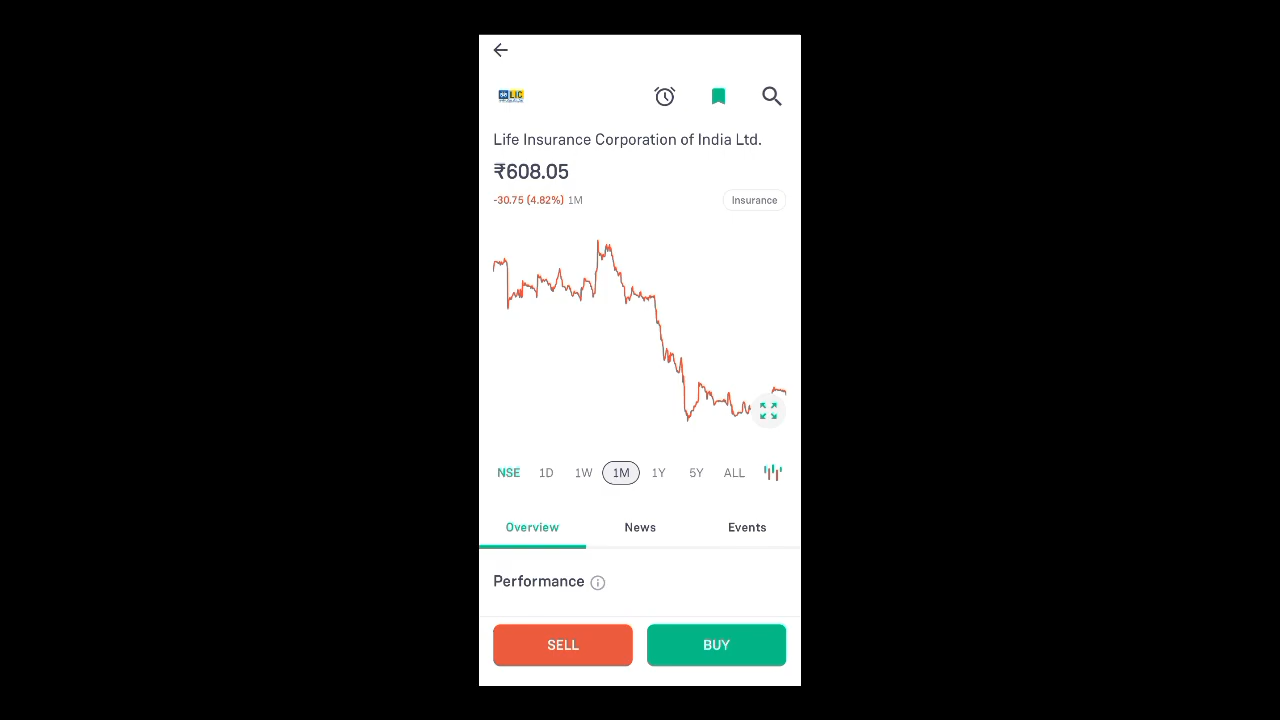 LIC
Life Insurance Corporation of India Ltd.
₹608.05
-30.75 (4.82%) 1M
Insurance
NSE 1D 1W 1M 1Y 5Y ALL
Overview News Events
Performance
SELL BUY